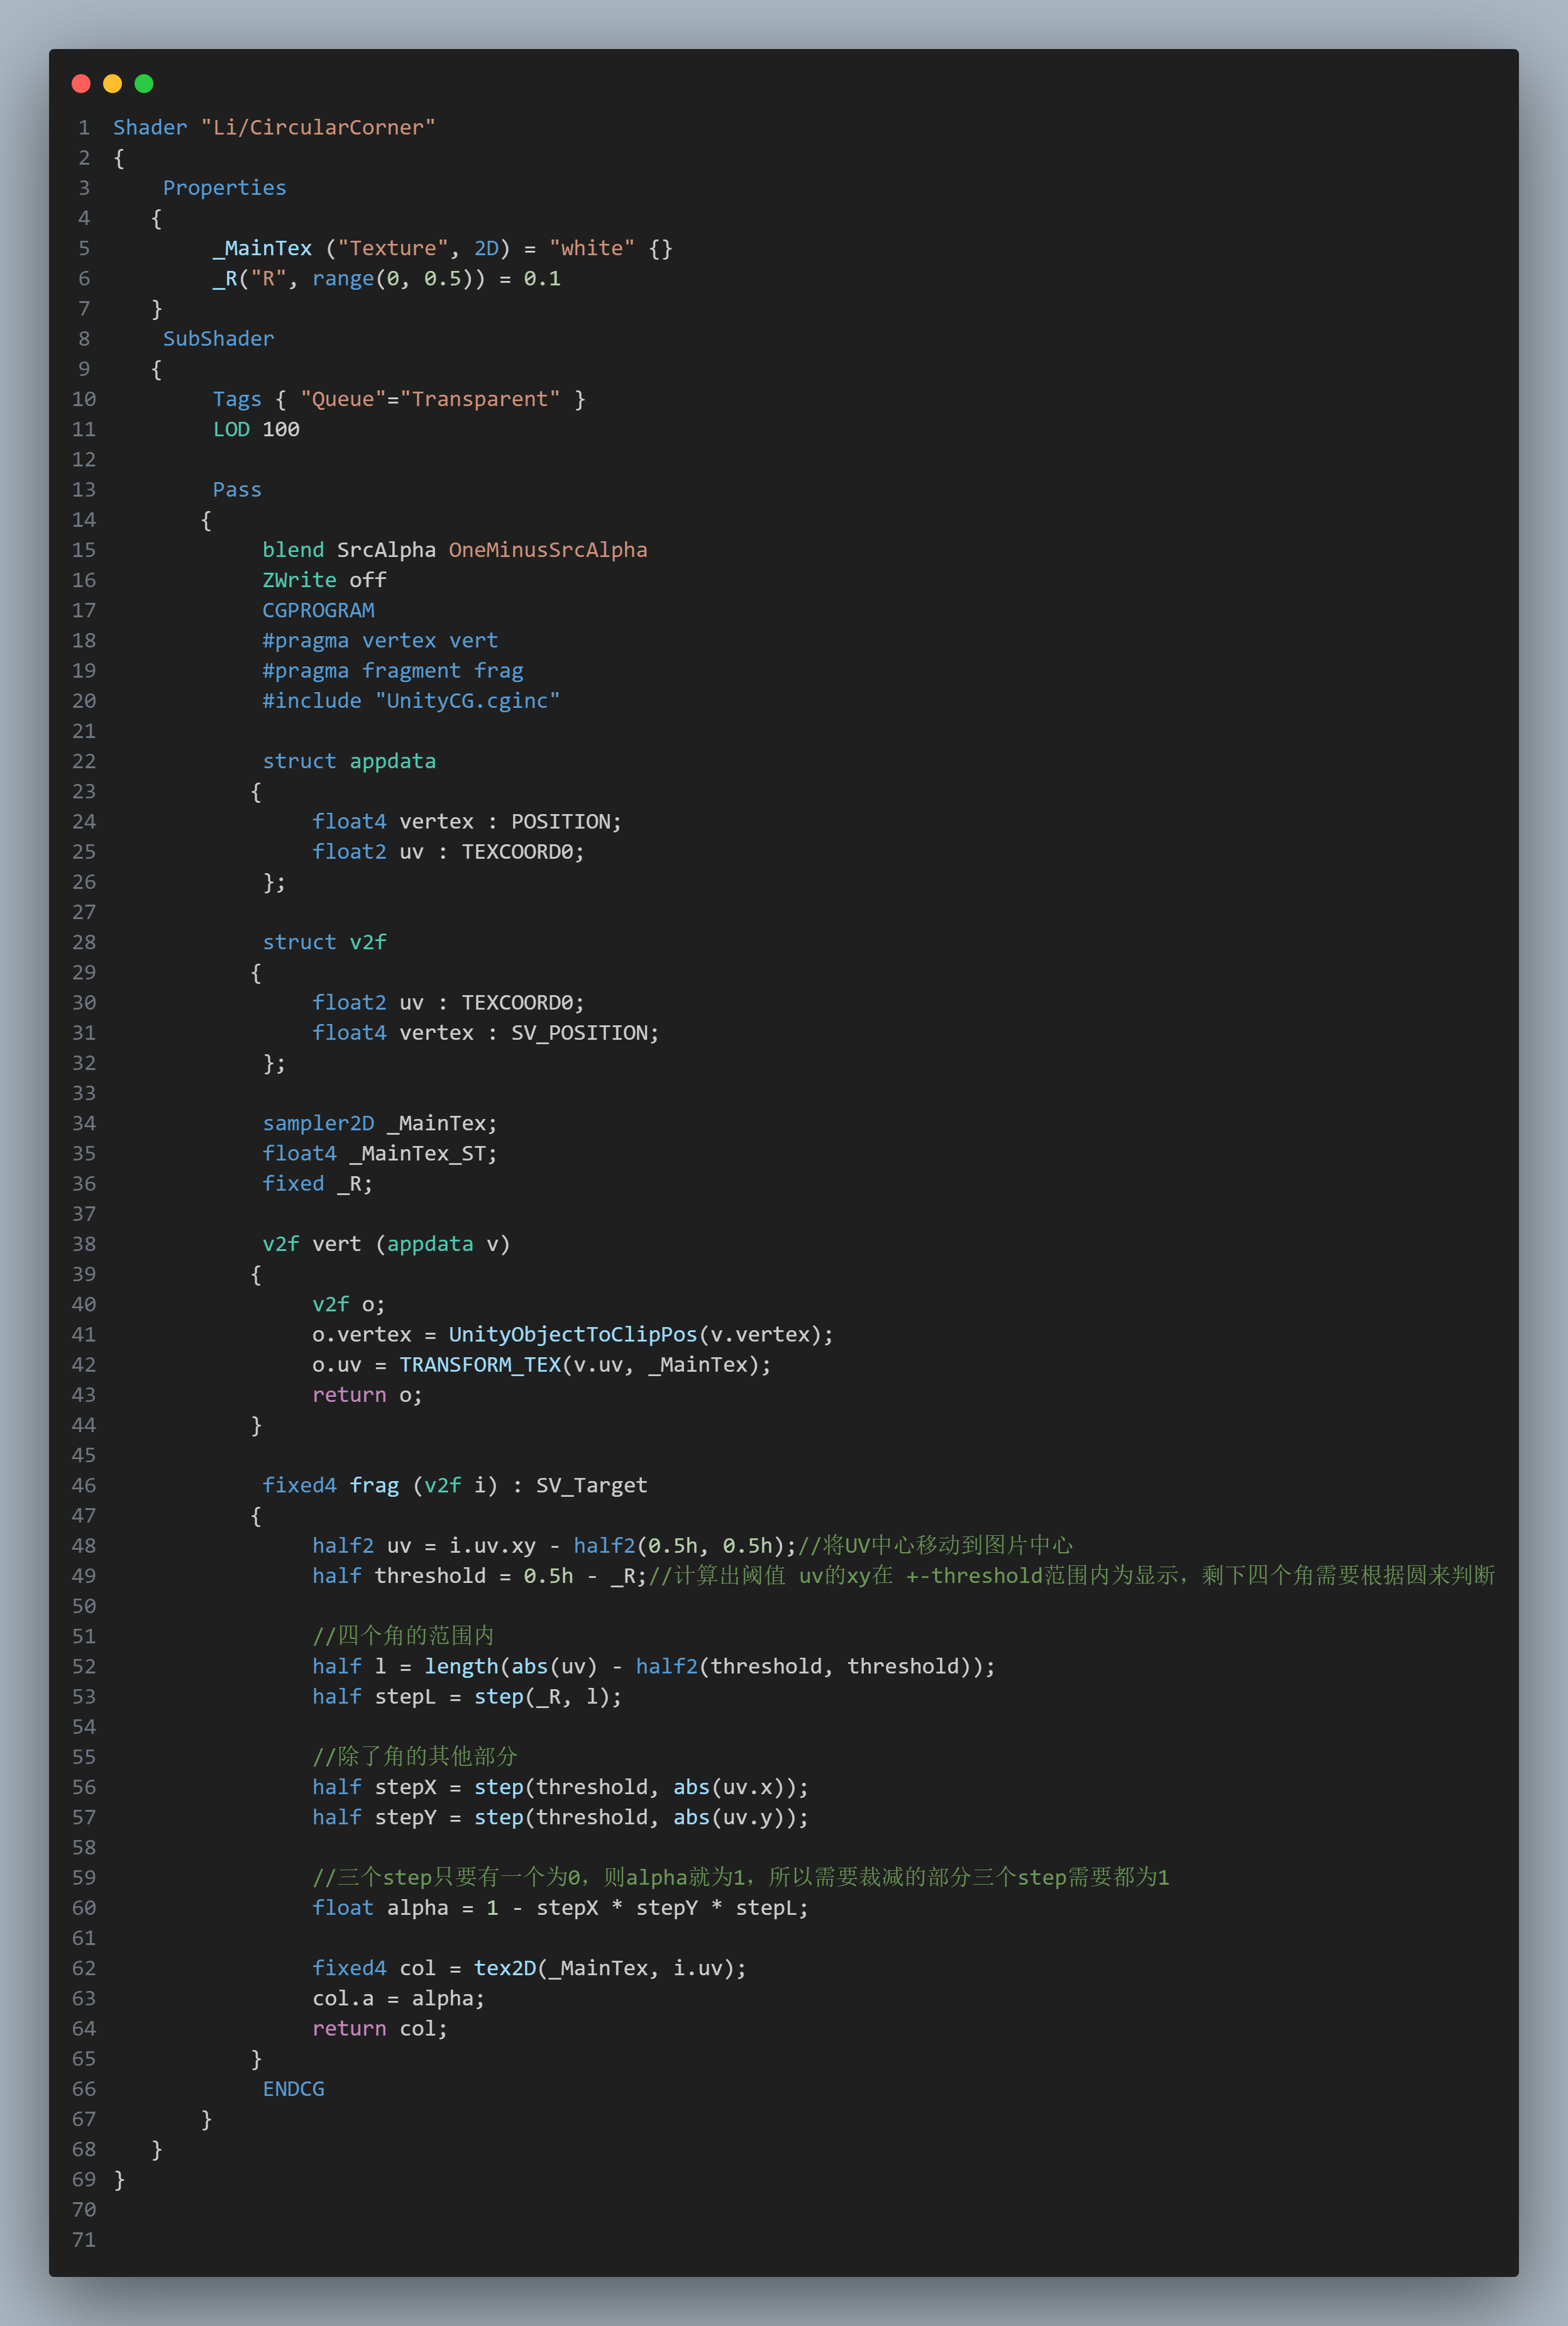 1 Shader "Li/CircularCorner"
2 {
3     Properties
4    {
5         _MainTex ("Texture", 2D) = "white" {}
6         _R("R", range(0, 0.5)) = 0.1
7    }
8     SubShader
9    {
10         Tags { "Queue"="Transparent" }
11         LOD 100
12
13         Pass
14        {
15             blend SrcAlpha OneMinusSrcAlpha
16             ZWrite off
17             CGPROGRAM
18             #pragma vertex vert
19             #pragma fragment frag
20             #include "UnityCG.cginc"
21
22             struct appdata
23            {
24                 float4 vertex : POSITION;
25                 float2 uv : TEXCOORD0;
26             };
27
28             struct v2f
29            {
30                 float2 uv : TEXCOORD0;
31                 float4 vertex : SV_POSITION;
32             };
33
34             sampler2D _MainTex;
35             float4 _MainTex_ST;
36             fixed _R;
37
38             v2f vert (appdata v)
39            {
40                 v2f o;
41                 o.vertex = UnityObjectToClipPos(v.vertex);
42                 o.uv = TRANSFORM_TEX(v.uv, _MainTex);
43                 return o;
44            }
45
46             fixed4 frag (v2f i) : SV_Target
47            {
48                 half2 uv = i.uv.xy - half2(0.5h, 0.5h);//将UV中心移动到图片中心
49                 half threshold = 0.5h - _R;//计算出阈值 uv的xy在 +-threshold范围内为显示，剩下四个角需要根据圆来判断
50
51                 //四个角的范围内
52                 half l = length(abs(uv) - half2(threshold, threshold));
53                 half stepL = step(_R, l);
54
55                 //除了角的其他部分
56                 half stepX = step(threshold, abs(uv.x));
57                 half stepY = step(threshold, abs(uv.y));
58
59                 //三个step只要有一个为0，则alpha就为1，所以需要裁减的部分三个step需要都为1
60                 float alpha = 1 - stepX * stepY * stepL;
61
62                 fixed4 col = tex2D(_MainTex, i.uv);
63                 col.a = alpha;
64                 return col;
65            }
66             ENDCG
67        }
68    }
69 }
70
71